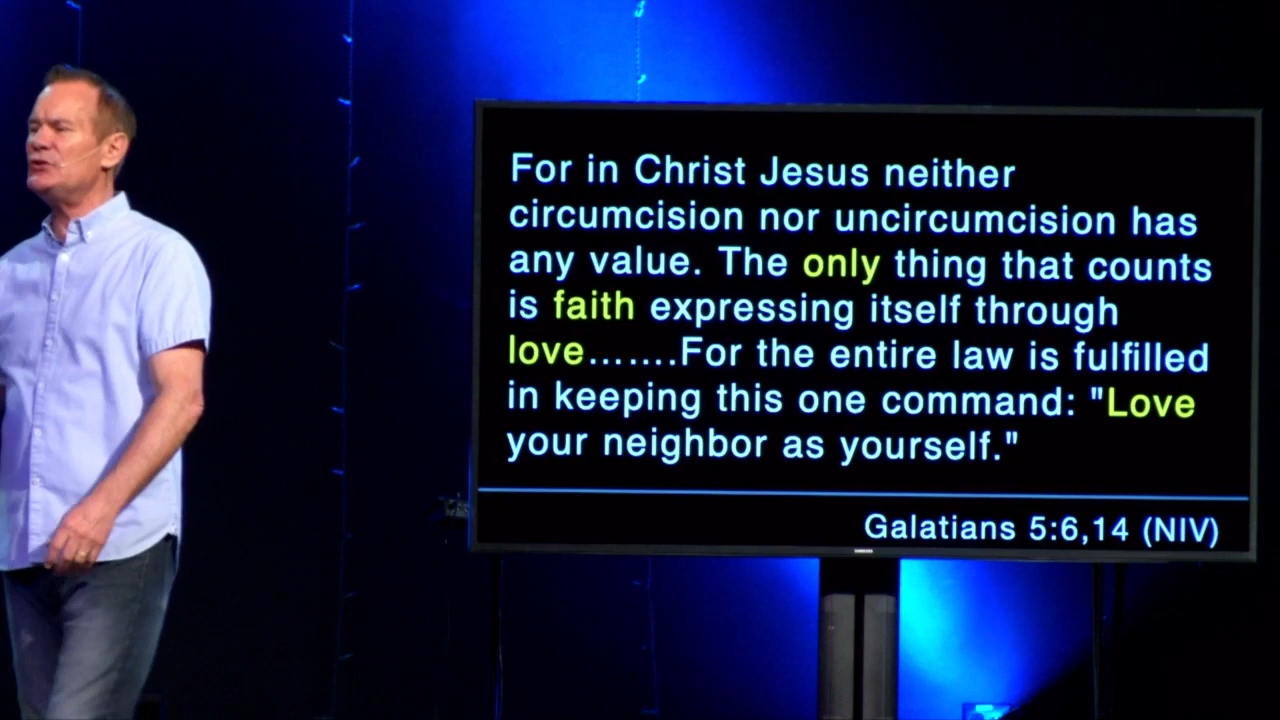 For in Christ Jesus neither
circumcision nor uncircumcision has
any value. The only thing that counts
is faith expressing itself through
love.......For the entire law is fulfilled
in keeping this one command: "Love
your neighbor as yourself."
Galatians 5:6,14 (NIV)
SAMSUNG